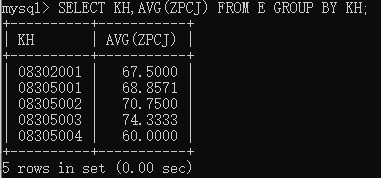 mysql> SELECT KH,AVG(ZPCJ) FROM E GROUP BY KH;
+----------+-----------+
| KH       | AVG(ZPCJ) |
+----------+-----------+
| 08302001 |   67.5000 |
| 08305001 |   68.8571 |
| 08305002 |   70.7500 |
| 08305003 |   74.3333 |
| 08305004 |   60.0000 |
+----------+-----------+
5 rows in set (0.00 sec)